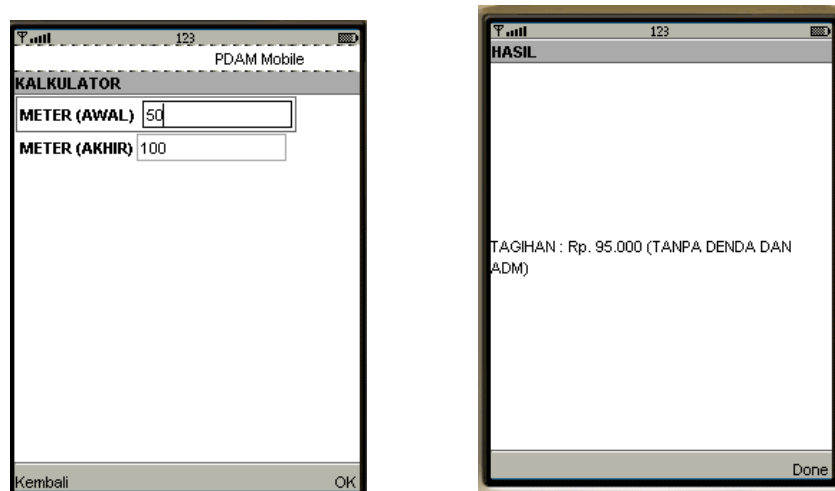 123
PDAM Mobile
KALKULATOR
METER (AWAL) 50
METER (AKHIR) 100
Kembali OK
123
HASIL
TAGIHAN : Rp. 95.000 (TANPA DENDA DAN
ADM)
Done